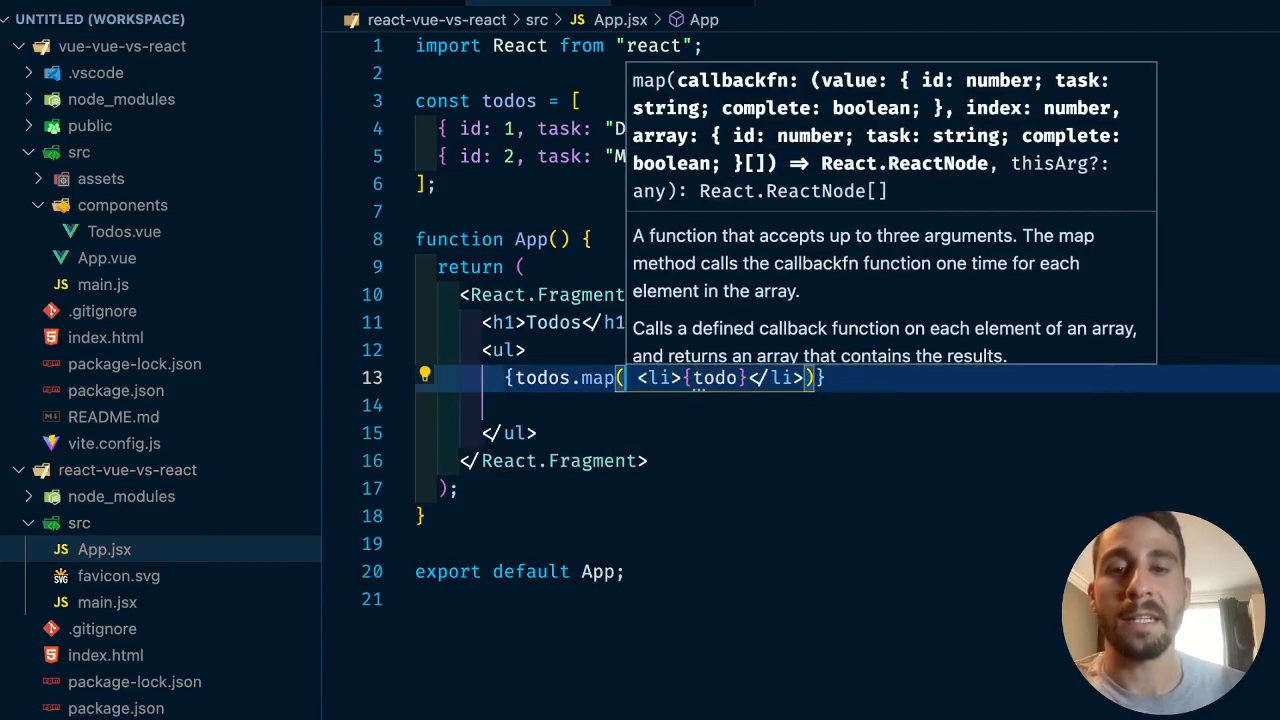 UNTITLED (WORKSPACE)
vue-vue-vs-react
.vscode
node_modules
public
src
assets
components
Todos.vue
App.vue
main.js
.gitignore
index.html
package-lock.json
package.json
README.md
vite.config.js
react-vue-vs-react
node_modules
src
JS App.jsx
favicon.svg
JS main.jsx
.gitignore
index.html
package-lock.json
package.json
react-vue-vs-react > src > JS App.jsx > App
1 import React from "react";
2
3 const todos = [
4 { id: 1, task: "D
5 { id: 2, task: "M
6 ];
7
8 function App() {
9 return (
10 <React.Fragment
11 <h1>Todos</h1
12 <ul>
13 {todos.map( <li>{todo}</li>)}
14
15 </ul>
16 </React.Fragment>
17 );
18 }
19
20 export default App;
21
map(callbackfn: (value: { id: number; task:
string; complete: boolean; }, index: number,
array: { id: number; task: string; complete:
boolean; }[]) => React.ReactNode, thisArg?:
any): React.ReactNode[]
A function that accepts up to three arguments. The map
method calls the callbackfn function one time for each
element in the array.
Calls a defined callback function on each element of an array,
and returns an array that contains the results.